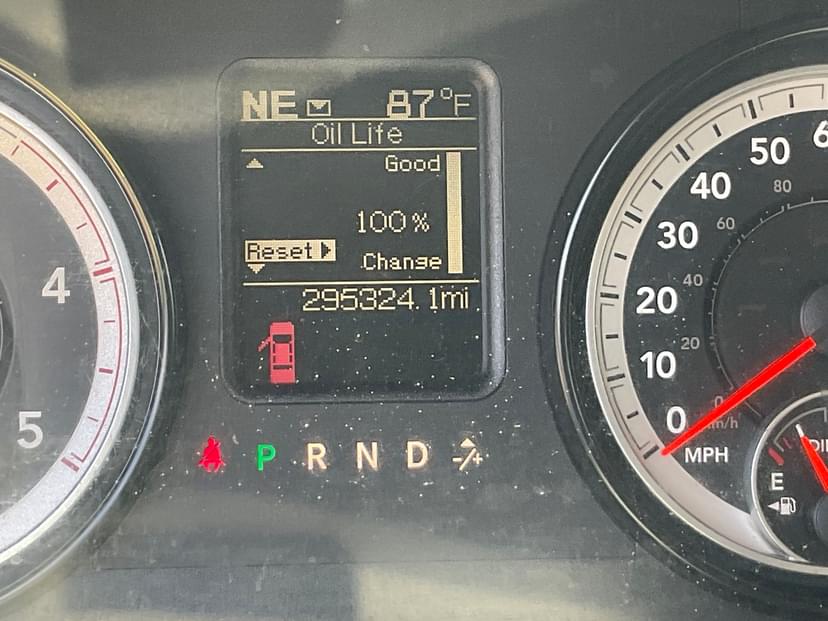 NE 87°F
Oil Life
Good
100%
Reset
Change
295324.1mi
4
5
P R N D -/+
0
10
20
30
40
50
MPH
0
20
40
60
80
km/h
E